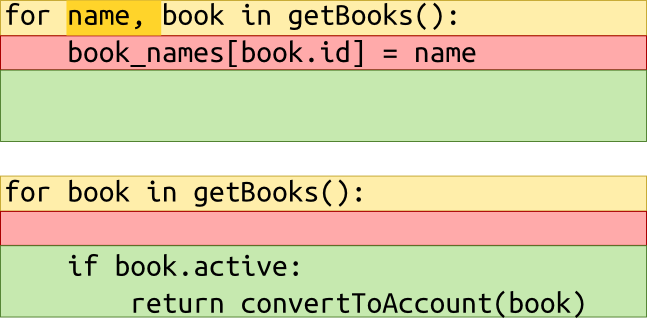 for name, book in getBooks():
    book_names[book.id] = name
for book in getBooks():
    if book.active:
        return convertToAccount(book)